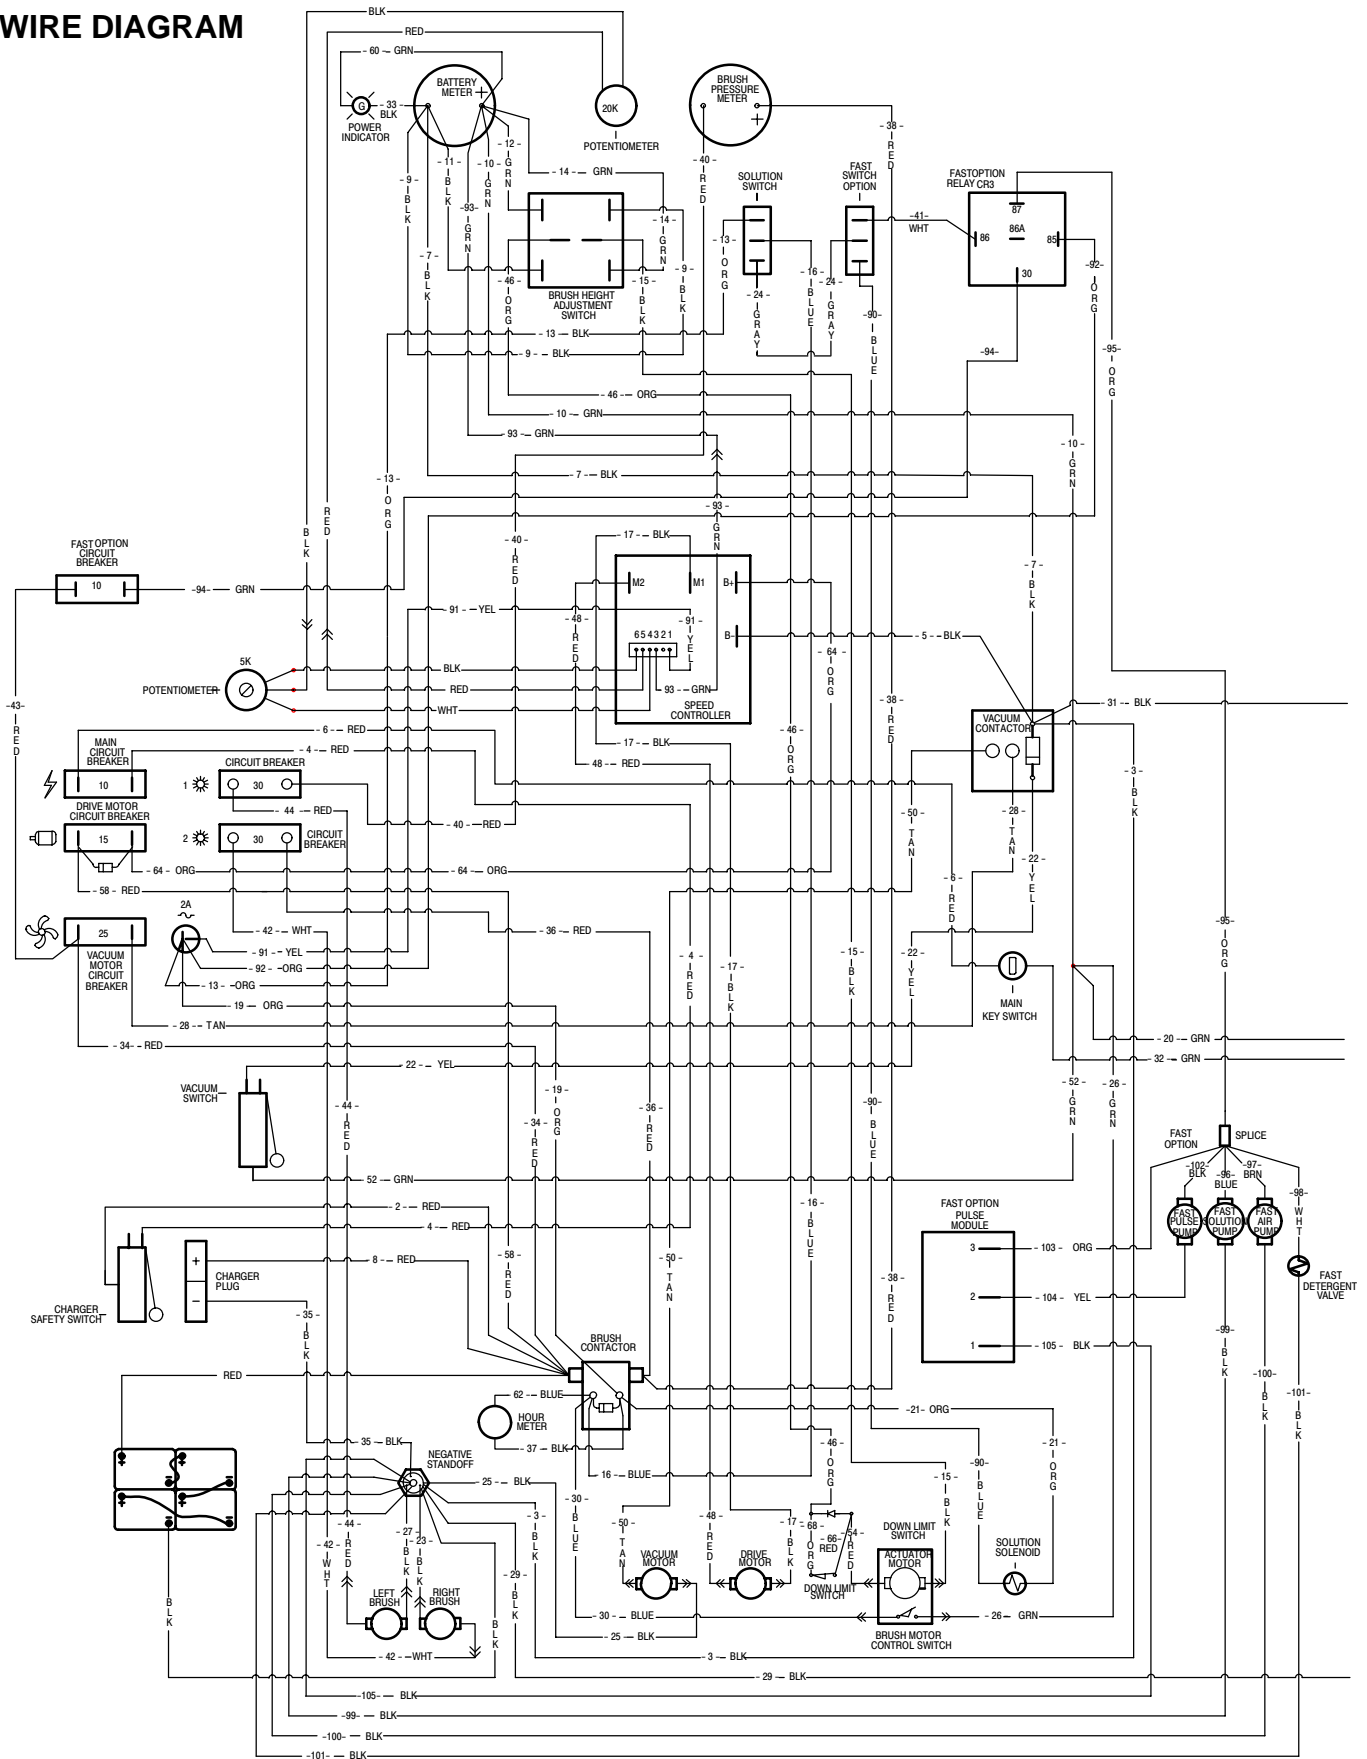 WIRE DIAGRAM
BLK
RED
- 60 - GRN
BATTERY
METER
+
G
- 33 -
BLK
POWER
INDICATOR
20K
POTENTIOMETER
BRUSH
PRESSURE
METER
+
- 38 -
RED
- 12 -
GRN
- 11 -
BLK
- 10 -
GRN
- 14 - GRN
- 9 -
BLK
-93-
GRN
- 40 -
RED
SOLUTION
SWITCH
FAST
SWITCH
OPTION
FAST OPTION
RELAY CR3
87
86A
86
85
30
-41-
WHT
- 14 -
GRN
- 13 -
ORG
- 7 -
BLK
- 46 -
ORG
- 15 -
BLK
- 9 -
BLK
- 16 -
BLUE
- 24 -
GRAY
- 24 -
GRAY
-90-
BLUE
-92-
ORG
BRUSH HEIGHT
ADJUSTMENT
SWITCH
- 13 - BLK
- 9 - BLK
-94-
-95-
ORG
- 46 - ORG
- 10 - GRN
- 93 - GRN
- 10 -
GRN
- 7 - BLK
- 13 -
ORG
RED
BLK
- 40 -
RED
- 93 -
GRN
- 17 - BLK
FAST OPTION
CIRCUIT
BREAKER
10
-94- GRN
M2
M1
B+
B-
- 7 -
BLK
- 91 - YEL
- 48 -
RED
- 91 -
YEL
6 5 4 3 2 1
- 5 - BLK
- 64 -
ORG
5K
POTENTIOMETER
BLK
RED
WHT
93 - GRN
SPEED
CONTROLLER
- 38 -
RED
-43-
RED
- 31 - BLK
VACUUM
CONTACTOR
- 6 - RED
- 4 - RED
- 17 - BLK
- 48 - RED
- 46 -
ORG
MAIN
CIRCUIT
BREAKER
10
CIRCUIT BREAKER
1
30
- 3 -
BLK
DRIVE MOTOR
CIRCUIT BREAKER
15
- 44 - RED
2
30
CIRCUIT
BREAKER
- 40 - RED
- 50 -
TAN
- 28 -
TAN
- 22 -
YEL
- 64 - ORG
- 64 - ORG
- 58 - RED
- 6 -
RED
25
VACUUM
MOTOR
CIRCUIT
BREAKER
2A
- 42 - WHT
- 36 - RED
- 91 - YEL
- 92 - ORG
- 13 - ORG
- 19 - ORG
- 28 - TAN
- 34 - RED
- 4 -
RED
- 17 -
BLK
- 15 -
BLK
- 22 -
YEL
-95-
ORG
MAIN
KEY SWITCH
- 20 - GRN
- 32 - GRN
- 22 - YEL
VACUUM
SWITCH
- 44 -
RED
- 19 -
ORG
- 34 -
RED
- 36 -
RED
-90-
BLUE
- 52 -
GRN
- 26 -
GRN
FAST
OPTION
SPLICE
- 52 - GRN
-102-
BLK
-96-
BLUE
-97-
BRN
-98-
WHT
- 2 - RED
- 4 - RED
- 16 -
BLUE
FAST OPTION
PULSE
MODULE
FAST
PULSE
PUMP
FAST
SOLUTION
PUMP
FAST
AIR
PUMP
3
- 103 - ORG
2
- 104 - YEL
1
- 105 - BLK
+
−
CHARGER
PLUG
- 8 - RED
- 58 -
RED
- 50 -
TAN
- 38 -
RED
FAST
DETERGENT
VALVE
CHARGER
SAFETY SWITCH
- 35 -
BLK
-99-
BLK
BRUSH
CONTACTOR
RED
62 - BLUE
HOUR
METER
- 37 - BLK
-100-
BLK
-101-
BLK
-21- ORG
- 35 - BLK
NEGATIVE
STANDOFF
- 25 - BLK
- 16 - BLUE
- 46 -
ORG
- 15 -
BLK
-90-
BLUE
- 21 -
ORG
- 30 -
BLUE
- 3 -
BLK
- 50 -
TAN
- 48 -
RED
- 17 -
BLK
- 68 -
ORG
- 66 -
RED
- 54 -
RED
DOWN LIMIT
SWITCH
DOWN LIMIT
SWITCH
ACTUATOR
MOTOR
SOLUTION
SOLENOID
- 44 -
RED
- 42 -
WHT
- 27 -
BLK
- 23 -
BLK
VACUUM
MOTOR
DRIVE
MOTOR
LEFT
BRUSH
RIGHT
BRUSH
- 29 -
BLK
BLK
BLK
- 30 - BLUE
- 26 - GRN
- 25 - BLK
BRUSH MOTOR
CONTROL SWITCH
- 42 - WHT
- 3 - BLK
- 29 - BLK
-105- BLK
-99- BLK
-100- BLK
-101- BLK